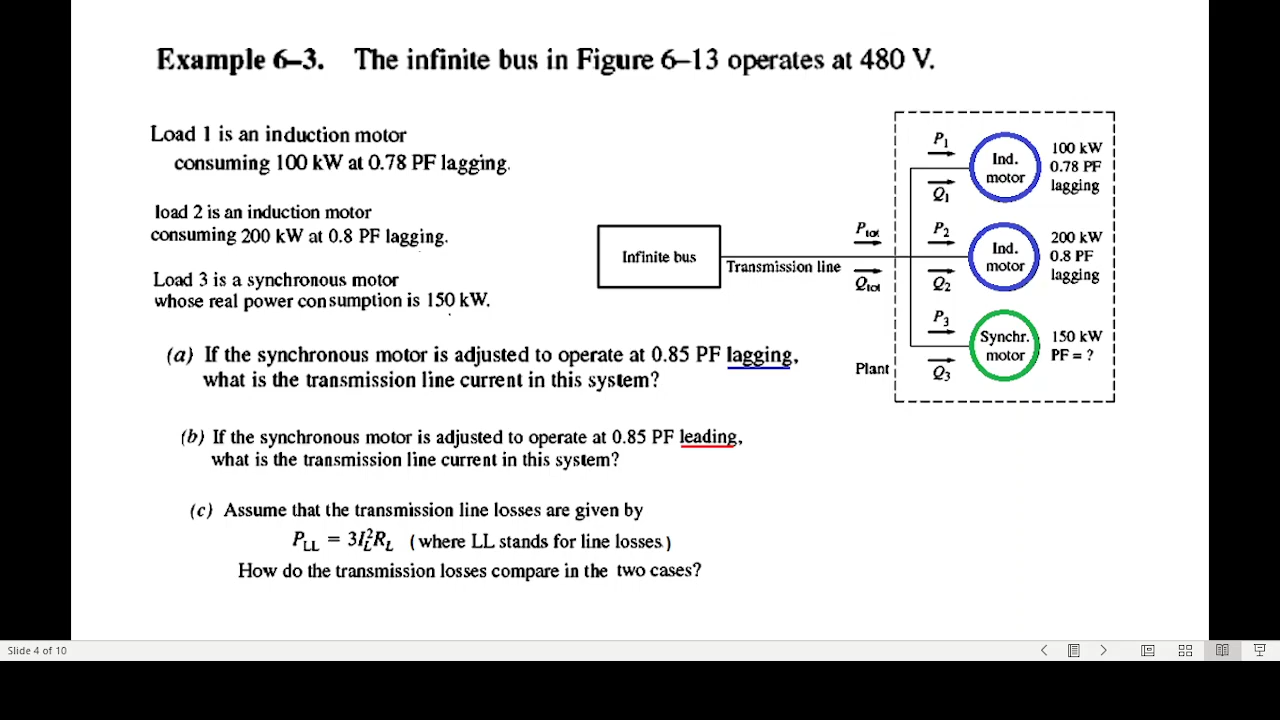 Example 6–3. The infinite bus in Figure 6–13 operates at 480 V.
Load 1 is an induction motor
consuming 100 kW at 0.78 PF lagging.
load 2 is an induction motor
consuming 200 kW at 0.8 PF lagging.
Load 3 is a synchronous motor
whose real power consumption is 150 kW.
(a) If the synchronous motor is adjusted to operate at 0.85 PF lagging,
what is the transmission line current in this system?
(b) If the synchronous motor is adjusted to operate at 0.85 PF leading,
what is the transmission line current in this system?
(c) Assume that the transmission line losses are given by
P_LL = 3I_L^2R_L (where LL stands for line losses)
How do the transmission losses compare in the two cases?
Infinite bus
Transmission line
P_tot
Q_tot
Plant
P_1
Q_1
Ind.
motor
100 kW
0.78 PF
lagging
P_2
Q_2
Ind.
motor
200 kW
0.8 PF
lagging
P_3
Q_3
Synchr.
motor
150 kW
PF = ?
Slide 4 of 10